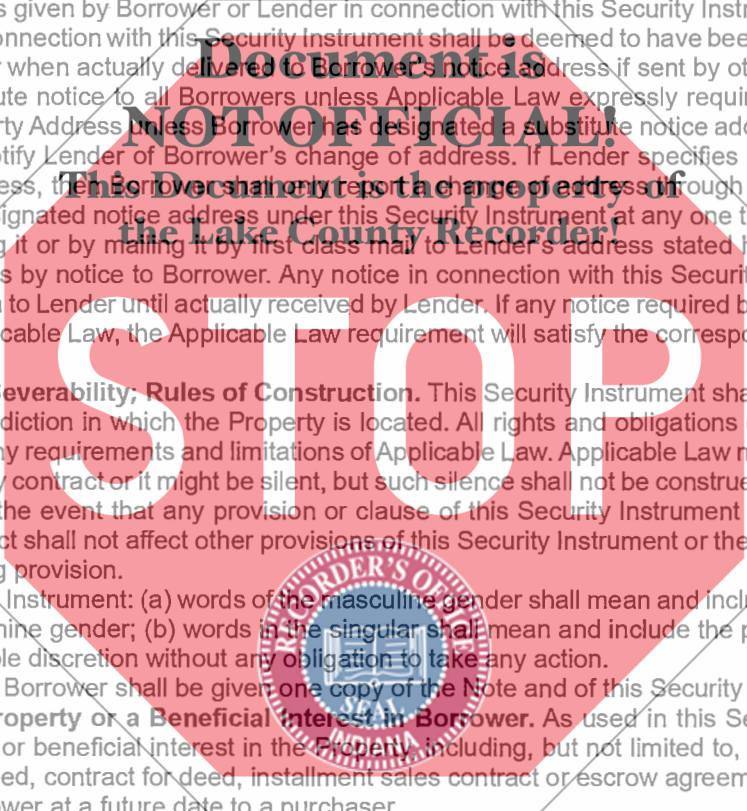 s given by Borrower or Lender in connection with this Security Instr
onnection with this Security Instrument shall be deemed to have bee
Document is
when actually delivered to Borrower's notice address if sent by ot
ute notice to all Borrowers unless Applicable Law expressly requir
NOT OFFICIAL!
rty Address unless Borrower has designated a substitute notice add
tify Lender of Borrower's change of address. If Lender specifies
This Document is the property of
ess, then Borrower shall only report a change of address through
ignated notice address under this Security Instrument at any one t
the Lake County Recorder!
g it or by mailing it by first class mail to Lender's address stated h
s by notice to Borrower. Any notice in connection with this Securit
to Lender until actually received by Lender. If any notice required b
cable Law, the Applicable Law requirement will satisfy the correspo
STOP
Severability; Rules of Construction. This Security Instrument sha
diction in which the Property is located. All rights and obligations
y requirements and limitations of Applicable Law. Applicable Law m
y contract or it might be silent, but such silence shall not be construe
the event that any provision or clause of this Security Instrument
ct shall not affect other provisions of this Security Instrument or the
g provision.
RECORDER'S OFFICE
Instrument: (a) words of the masculine gender shall mean and incl
nine gender; (b) words in the singular shall mean and include the p
le discretion without any obligation to take any action.
Borrower shall be given one copy of the Note and of this Security
SEAL
roperty or a Beneficial Interest in Borrower. As used in this Se
INDIANA
or beneficial interest in the Property, including, but not limited to,
ed, contract for deed, installment sales contract or escrow agreem
wer at a future date to a purchaser.